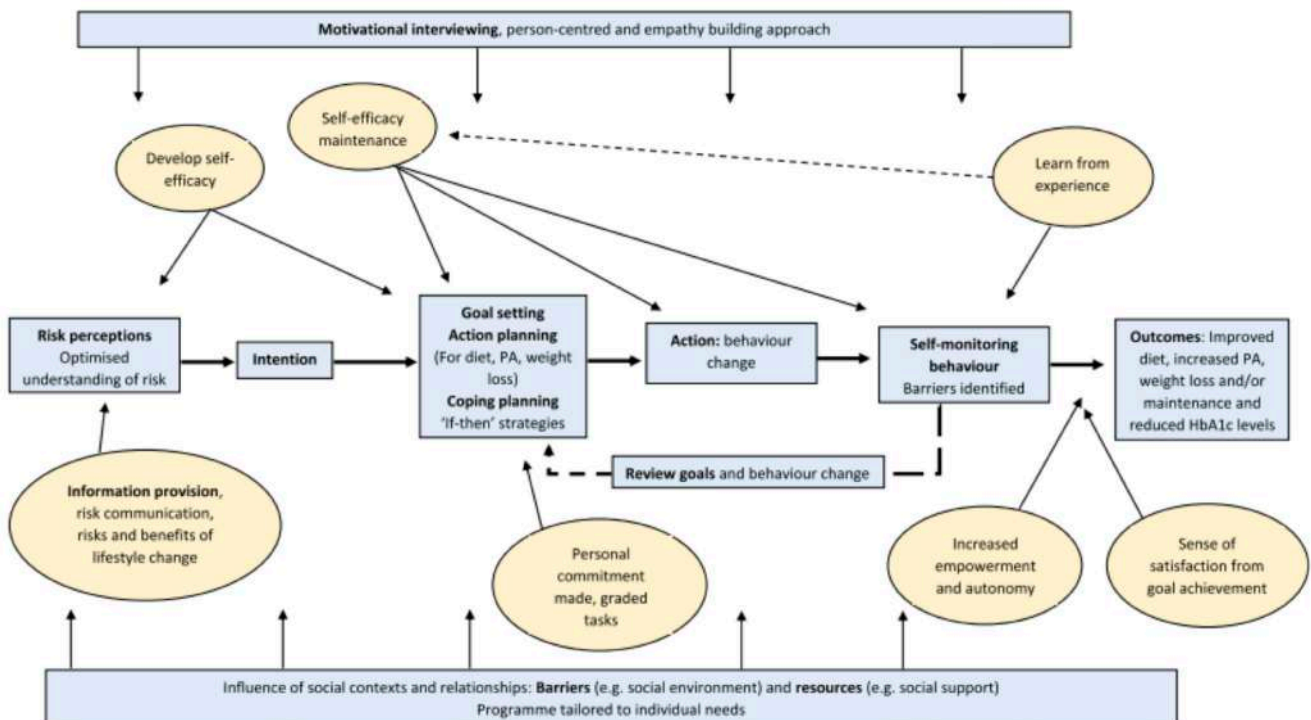 Motivational interviewing, person-centred and empathy building approach
Self-efficacy
maintenance
Develop self-
efficacy
Learn from
experience
Risk perceptions
Optimised
understanding of risk
Intention
Goal setting
Action planning
(For diet, PA, weight
loss)
Coping planning
'If-then' strategies
Action: behaviour
change
Self-monitoring
behaviour
Barriers identified
Outcomes: Improved
diet, increased PA,
weight loss and/or
maintenance and
reduced HbA1c levels
Review goals and behaviour change
Information provision,
risk communication,
risks and benefits of
lifestyle change
Personal
commitment
made, graded
tasks
Increased
empowerment
and autonomy
Sense of
satisfaction from
goal achievement
Influence of social contexts and relationships: Barriers (e.g. social environment) and resources (e.g. social support)
Programme tailored to individual needs